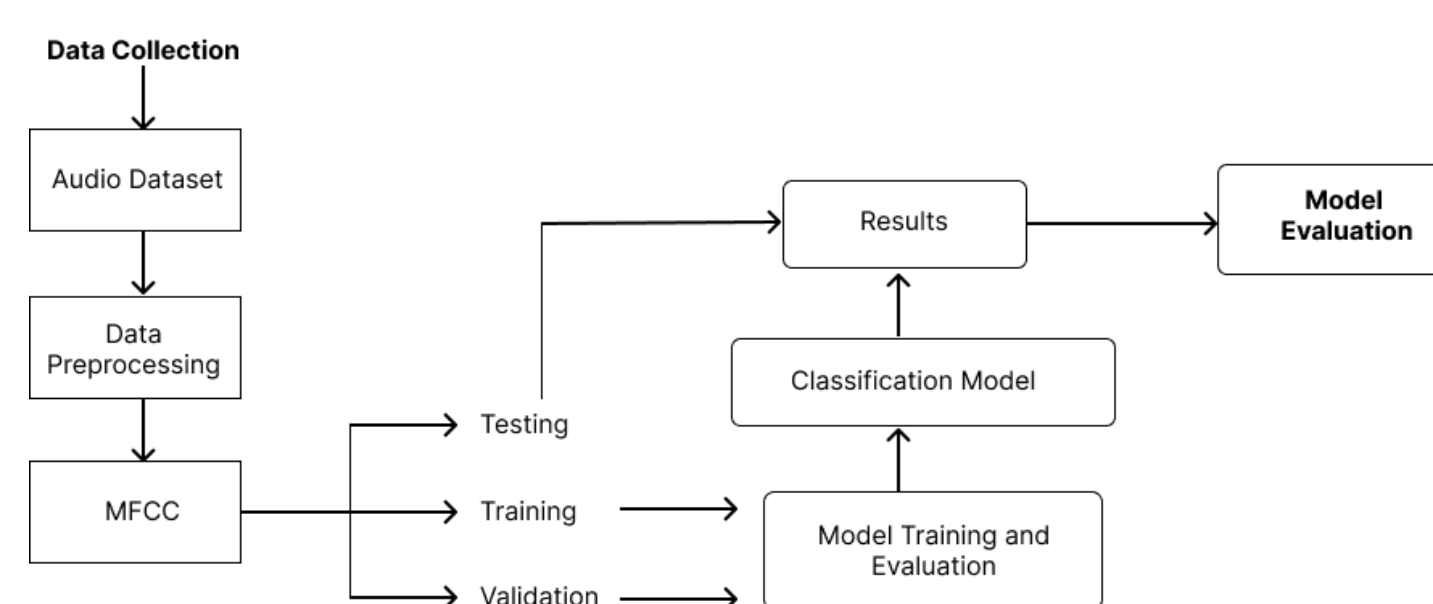 Data Collection
Audio Dataset
Data
Preprocessing
MFCC
Testing
Training
Validation
Model Training and
Evaluation
Classification Model
Results
Model
Evaluation